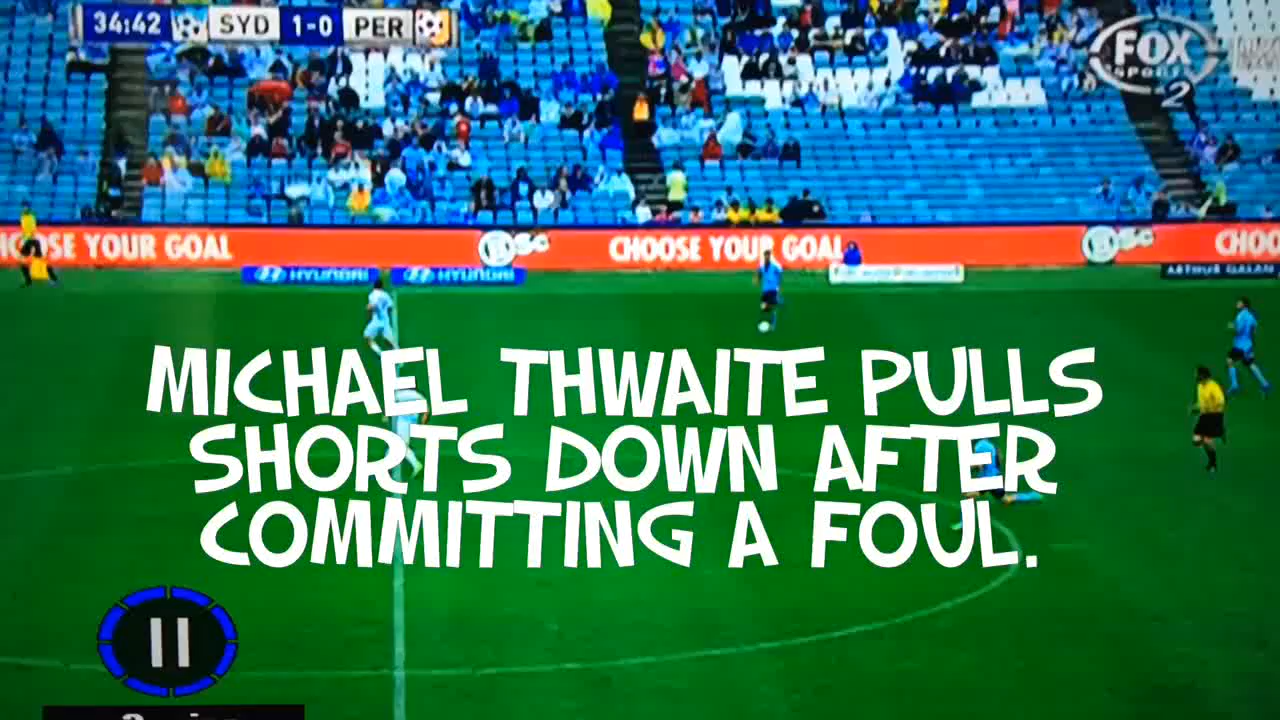 34:42 SYD 1-0 PER
FOX
SPORTS
2
CHOOSE YOUR GOAL
CHOOSE YOUR GOAL
HYUNDAI HYUNDAI
MICHAEL THWAITE PULLS
SHORTS DOWN AFTER
COMMITTING A FOUL.